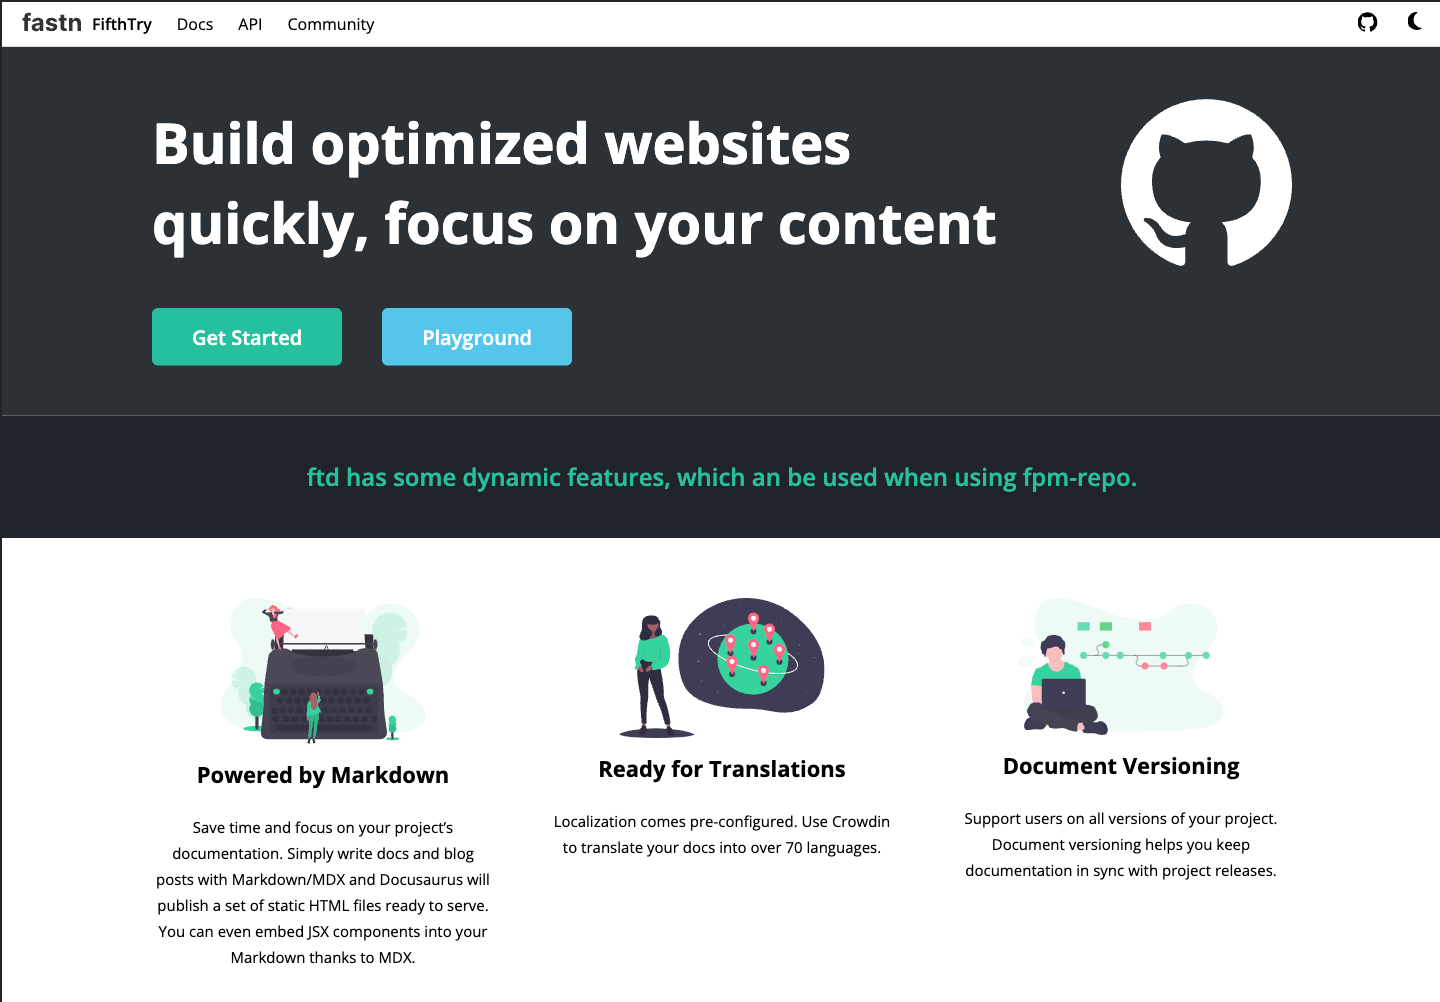 fastn FifthTry Docs API Community
Build optimized websites
quickly, focus on your content
Get Started Playground
ftd has some dynamic features, which an be used when using fpm-repo.
Powered by Markdown
Save time and focus on your project’s
documentation. Simply write docs and blog
posts with Markdown/MDX and Docusaurus will
publish a set of static HTML files ready to serve.
You can even embed JSX components into your
Markdown thanks to MDX.
Ready for Translations
Localization comes pre-configured. Use Crowdin
to translate your docs into over 70 languages.
Document Versioning
Support users on all versions of your project.
Document versioning helps you keep
documentation in sync with project releases.